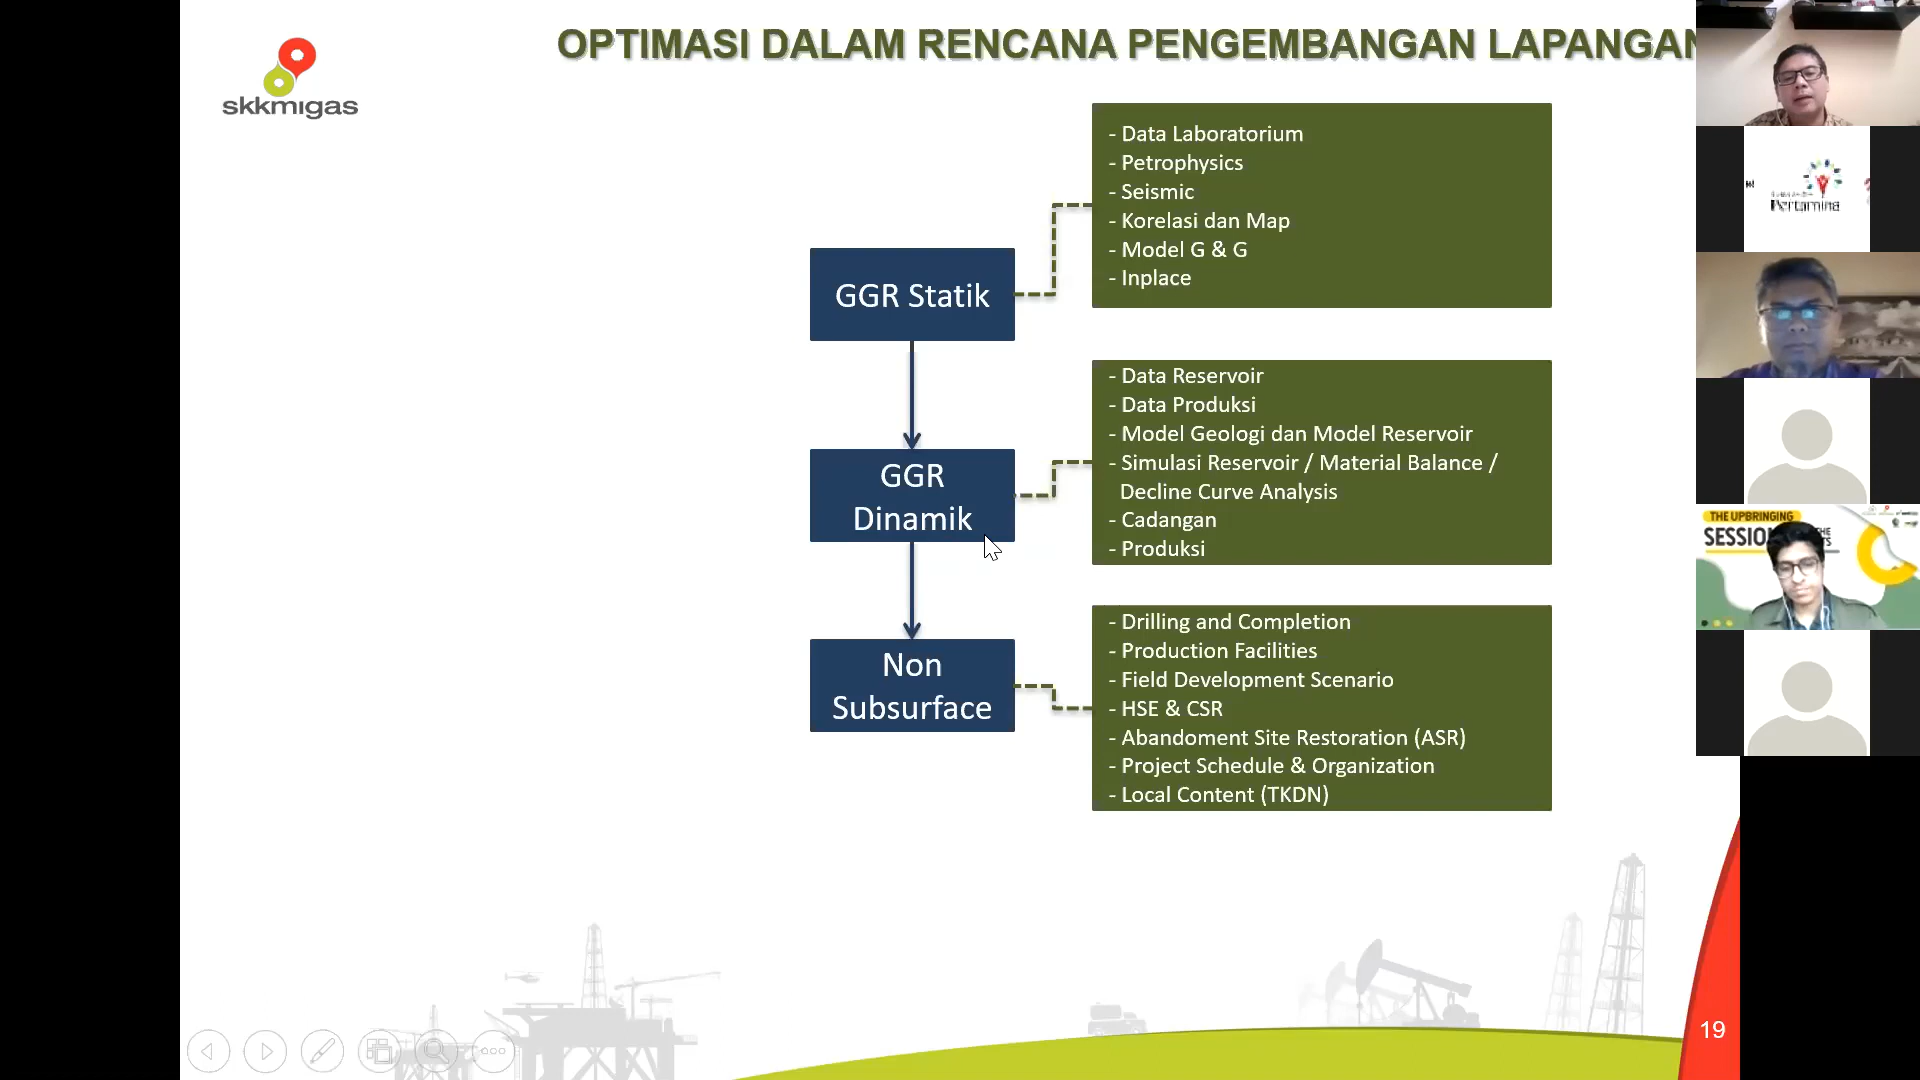 OPTIMASI DALAM RENCANA PENGEMBANGAN LAPANGAN
skkmigas
- Data Laboratorium
- Petrophysics
- Seismic
- Korelasi dan Map
- Model G & G
- Inplace
GGR Statik
- Data Reservoir
- Data Produksi
- Model Geologi dan Model Reservoir
- Simulasi Reservoir / Material Balance /
Decline Curve Analysis
- Cadangan
- Produksi
GGR
Dinamik
- Drilling and Completion
- Production Facilities
- Field Development Scenario
- HSE & CSR
- Abandoment Site Restoration (ASR)
- Project Schedule & Organization
- Local Content (TKDN)
Non
Subsurface
19
Pertamina
THE UPBRINGING
SESSION